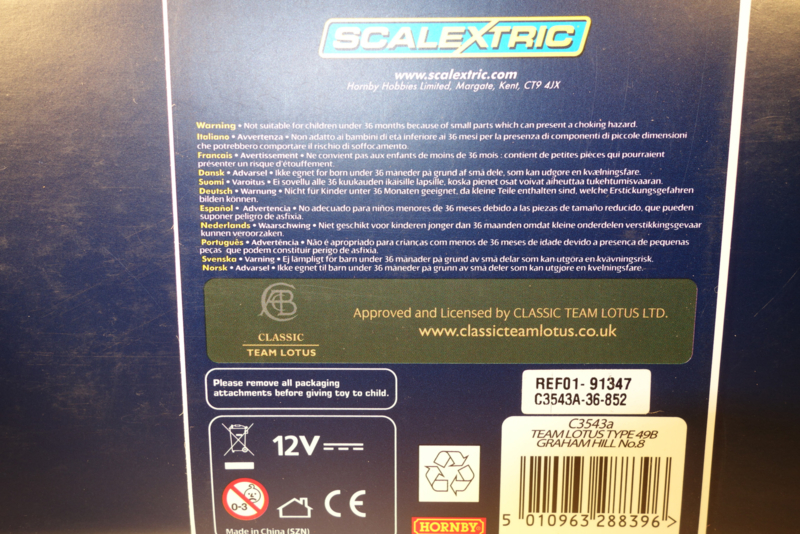 SCALEXTRIC
www.scalextric.com
Hornby Hobbies Limited, Margate, Kent, CT9 4JX
Warning • Not suitable for children under 36 months because of small parts which can present a choking hazard.
Italiano • Avvertenza • Non adatto ai bambini di età inferiore ai 36 mesi per la presenza di componenti di piccole dimensioni
che potrebbero comportare il rischio di soffocamento.
Francais • Avertissement • Ne convient pas aux enfants de moins de 36 mois : contient de petites pièces qui pourraient
présenter un risque d'étouffement.
Dansk • Advarsel • Ikke egnet for born under 36 måneder på grund af små dele, som kan udgore en kvælningsfare.
Suomi • Varoitus • Ei sovellu alle 36 kuukauden ikäisille lapsille, koska pienet osat voivat aiheuttaa tukehtumisvaaran.
Deutsch • Warnung • Nicht für Kinder unter 36 Monaten geeignet, da kleine Teile enthalten sind, welche Erstickungsgefahren
bilden können.
Español • Advertencia • No adecuado para niños menores de 36 meses debido a las piezas de tamaño reducido, que pueden
suponer peligro de asfixia.
Nederlands • Waarschwing • Niet geschikt voor kinderen jonger dan 36 maanden omdat kleine onderdelen verstikkingsgevaar
kunnen veroorzaken.
Português • Advertência • Não é apropriado para crianças com menos de 36 meses de idade devido a presenca de pequenas
peças que podem constituir perigo de asfixia.
Svenska • Varning • Ej lämpligt for barn under 36 månader på grund av små delar som kan utgöra en kvävningsrisk.
Norsk • Advarsel • Ikke egnet til barn under 36 måneder på grunn av små deler som kan utgjore en kvelningsfare.
CLASSIC
TEAM LOTUS
Approved and Licensed by CLASSIC TEAM LOTUS LTD.
www.classicteamlotus.co.uk
Please remove all packaging
attachments before giving toy to child.
REF01- 91347
C3543A-36-852
12V
0-3
CE
Made in China (SZN)
HORNBY
C3543a
TEAM LOTUS TYPE 49B
GRAHAM HILL No.8
5 010963 288396 >